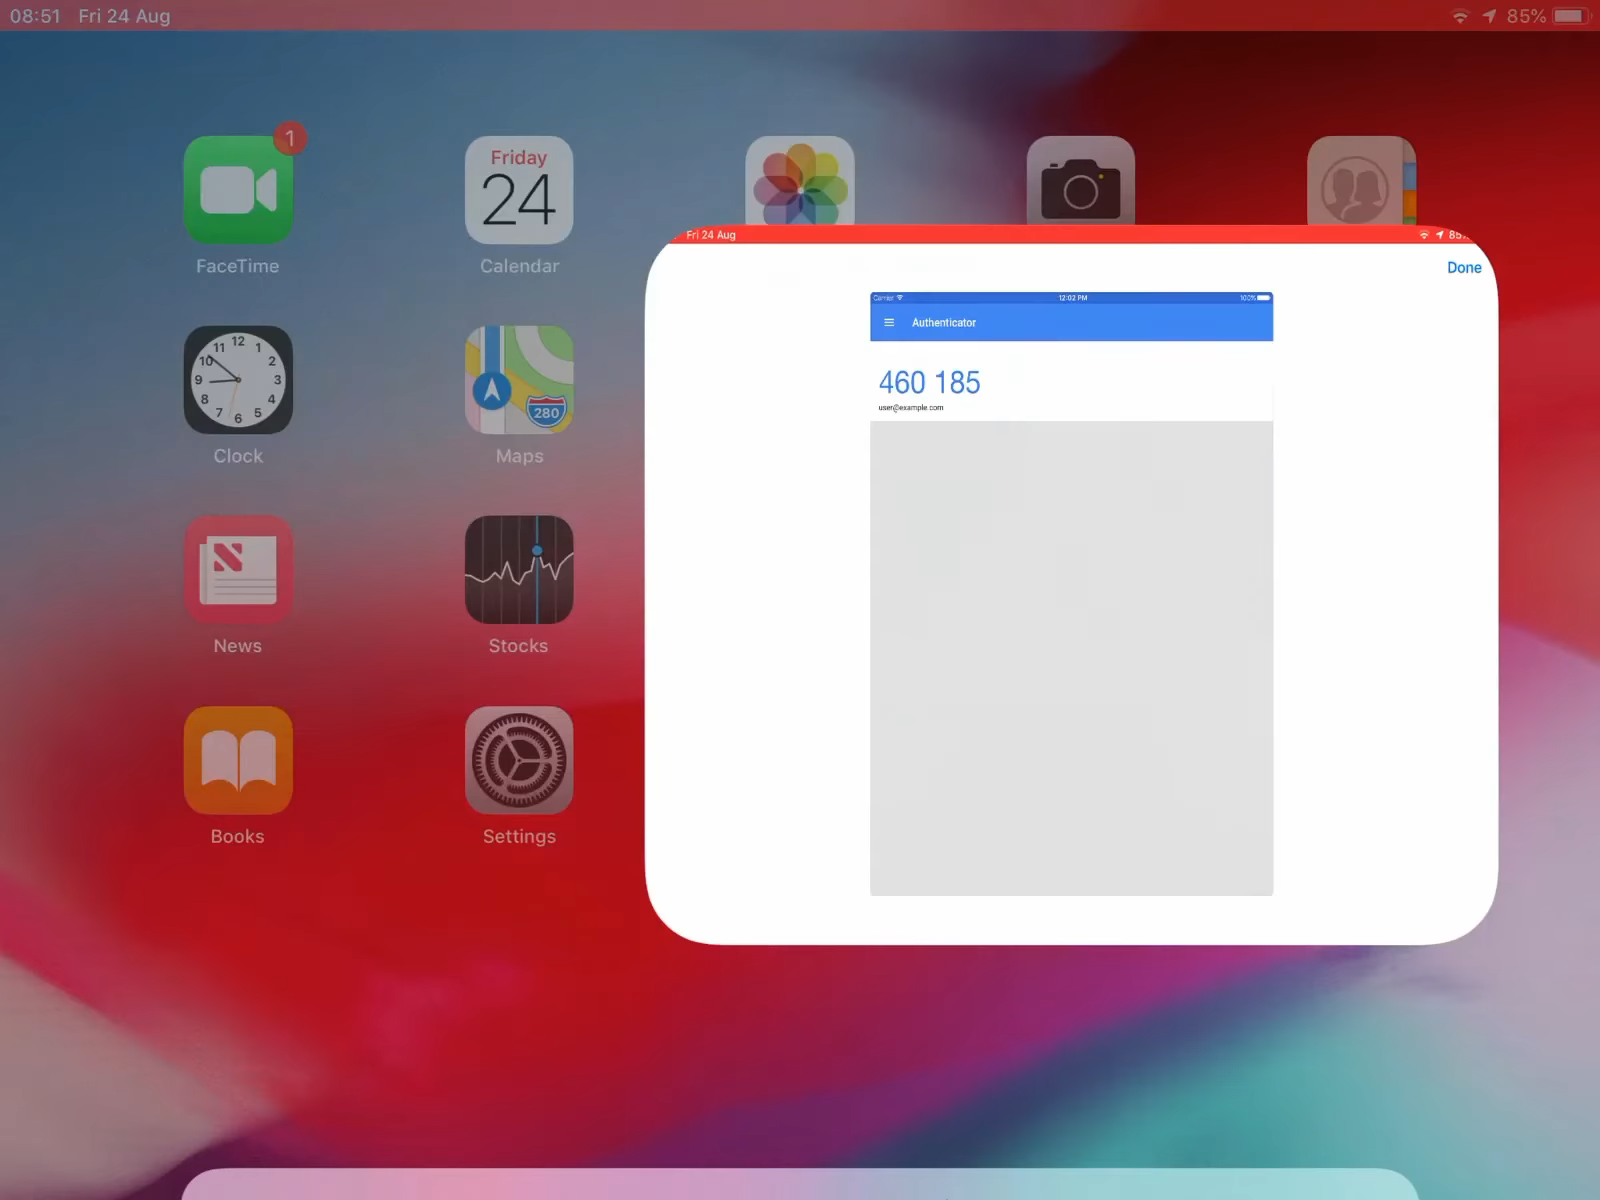 08:51 Fri 24 Aug
85%
1
Friday
24
FaceTime
Calendar
Fri 24 Aug
Done
Carrier
12:02 PM
100%
Authenticator
460 185
user@example.com
12
11 1
10 2
9 3
8 4
7 5
6
280
Clock
Maps
News
Stocks
Books
Settings